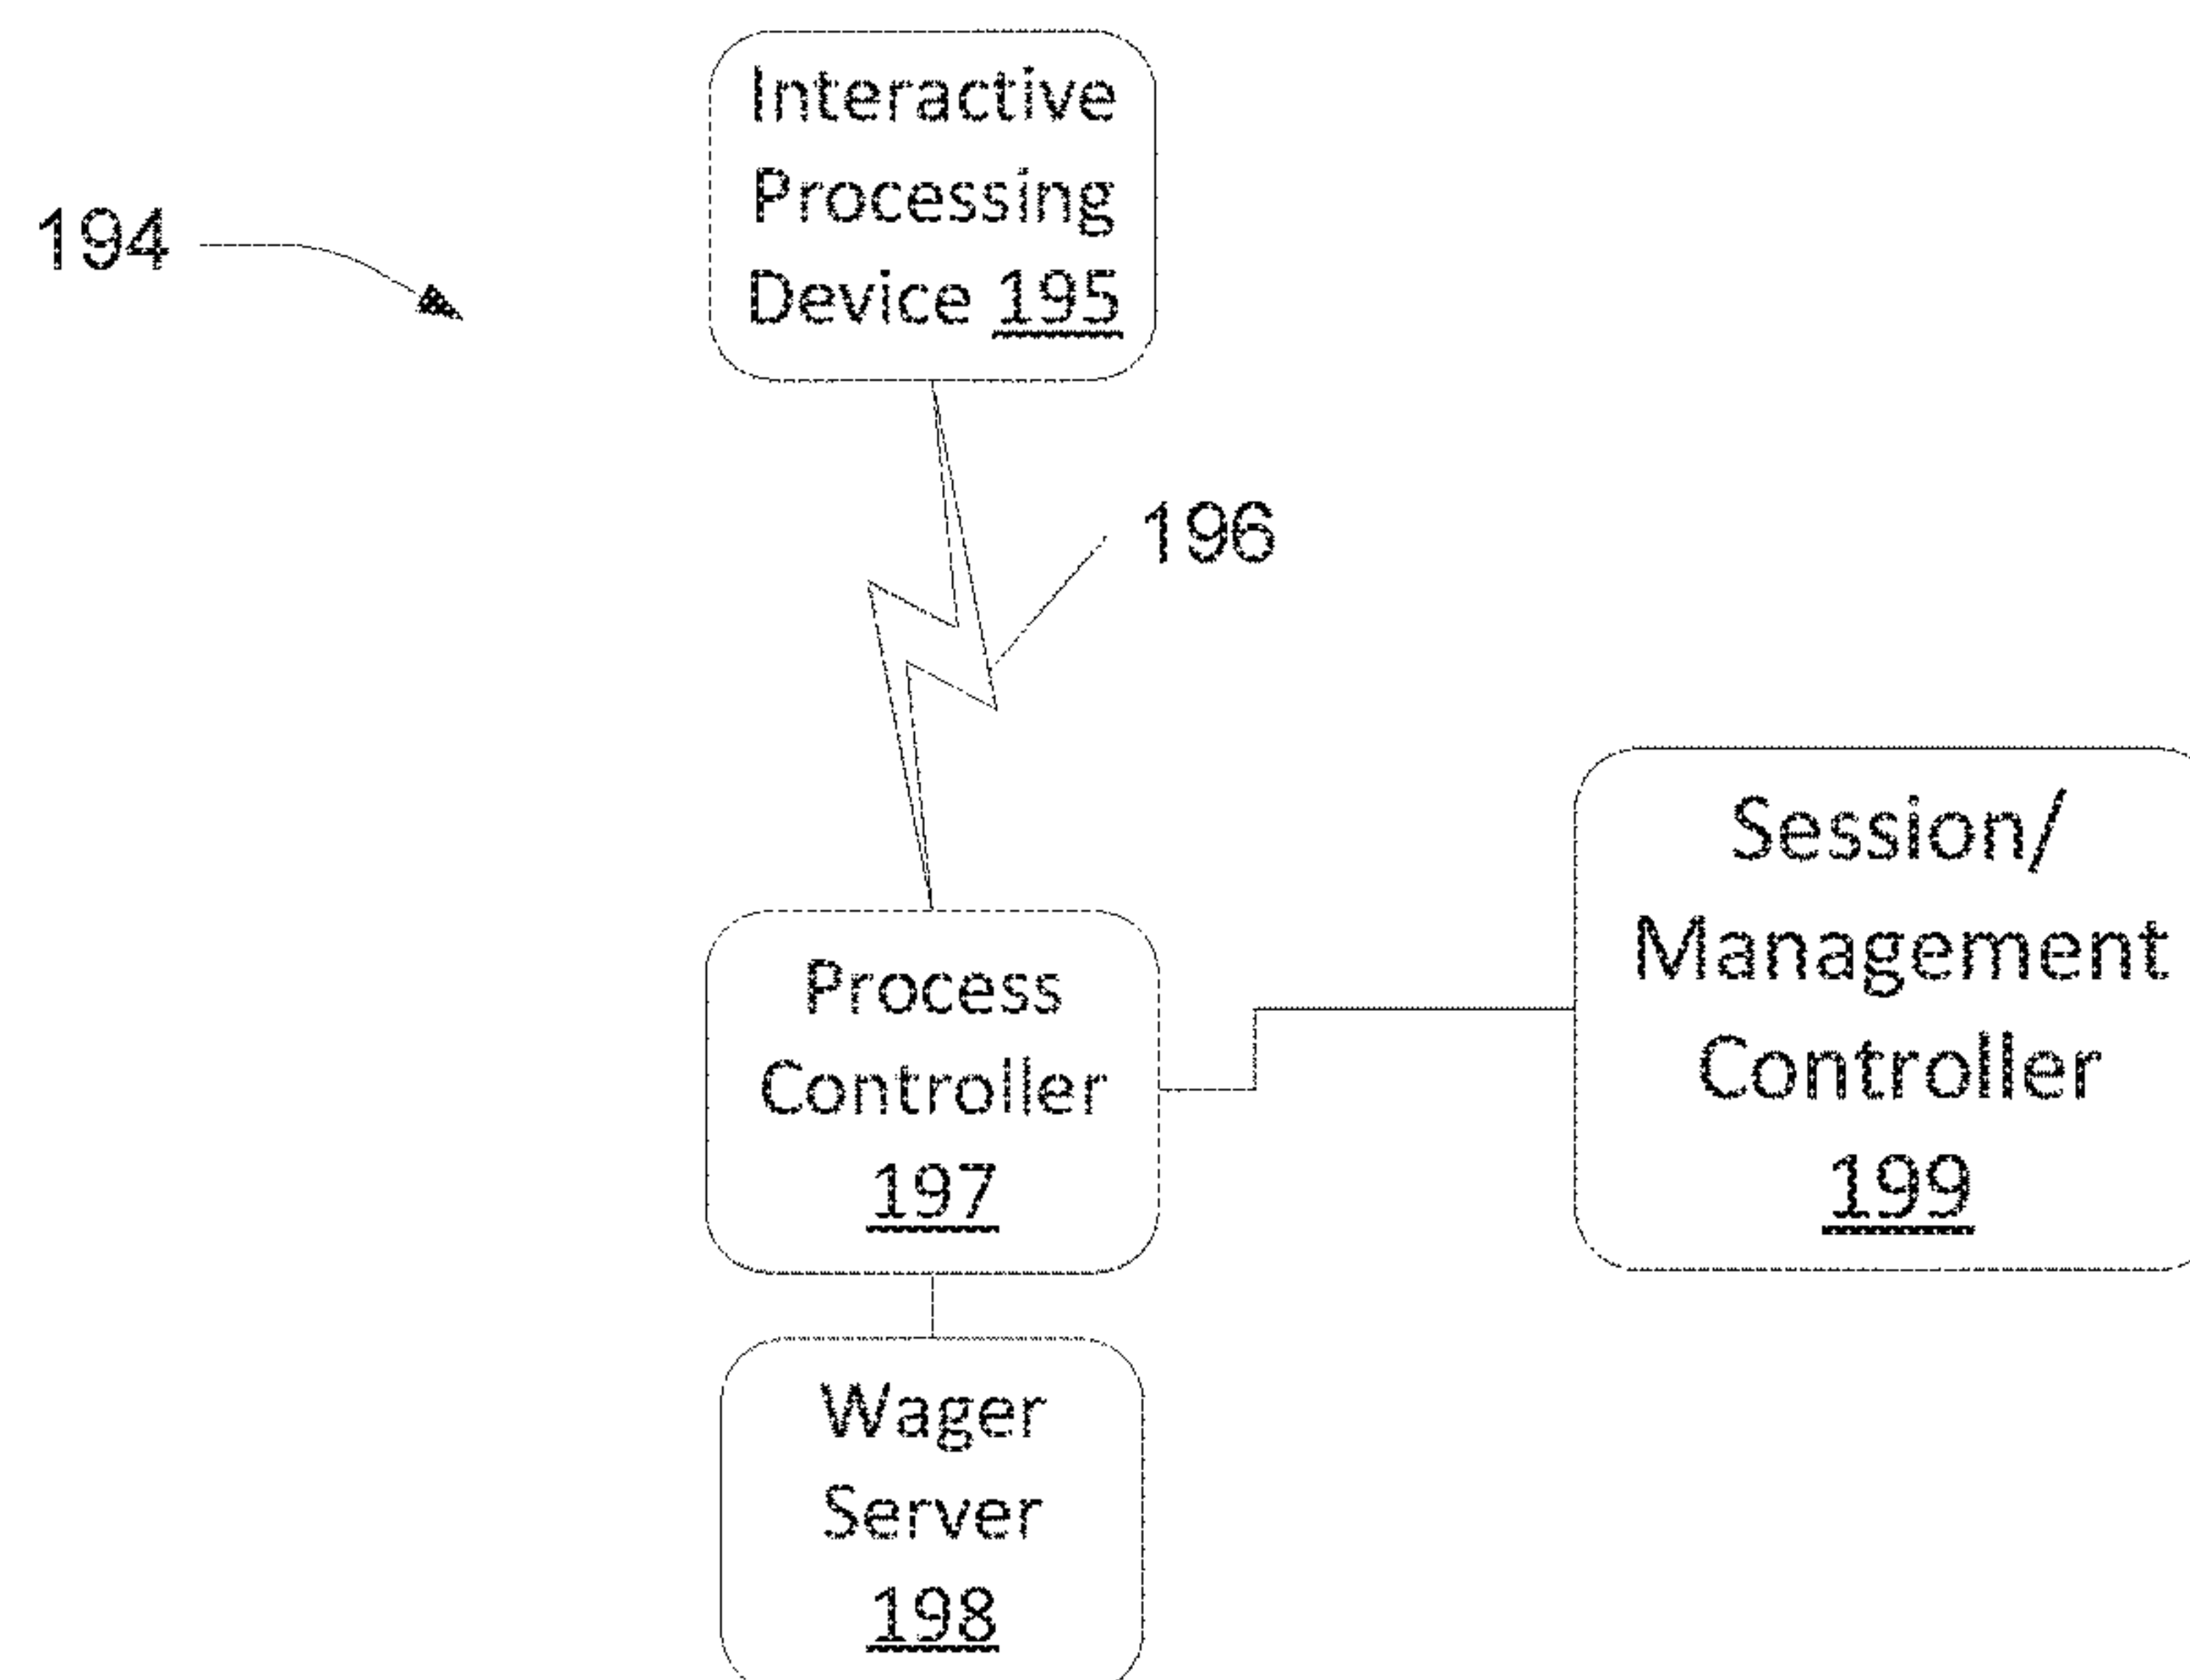 Interactive
Processing
Device 195
194
196
Session/
Management
Controller
199
Process
Controller
197
Wager
Server
198